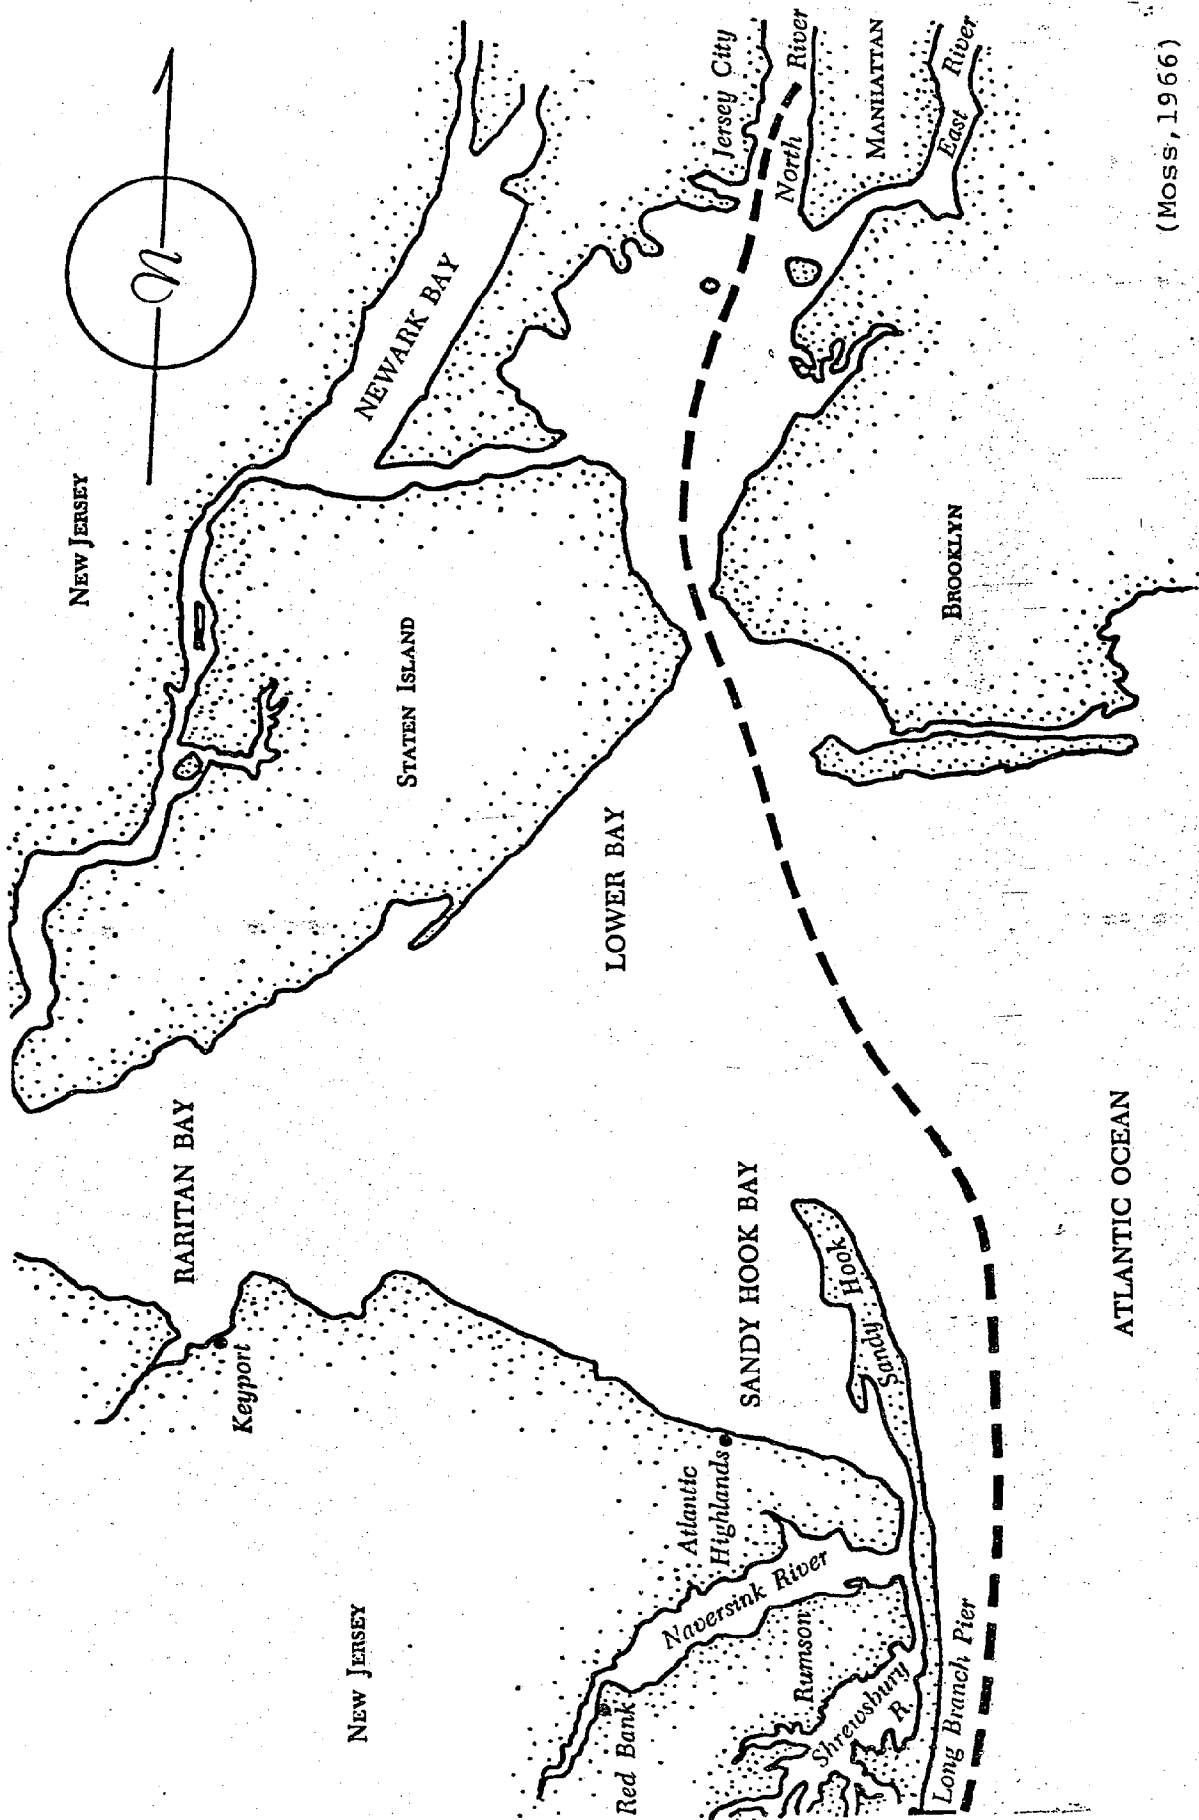 NEW JERSEY
N
NEWARK BAY
Jersey City
North River
MANHATTAN
East River
(Moss, 1966)
STATEN ISLAND
BROOKLYN
LOWER BAY
RARITAN BAY
Keyport
SANDY HOOK BAY
Sandy Hook
ATLANTIC OCEAN
NEW JERSEY
Atlantic
Highlands
Naversink River
Red Bank
Rumson
Shrewsbury
R.
Long Branch Pier